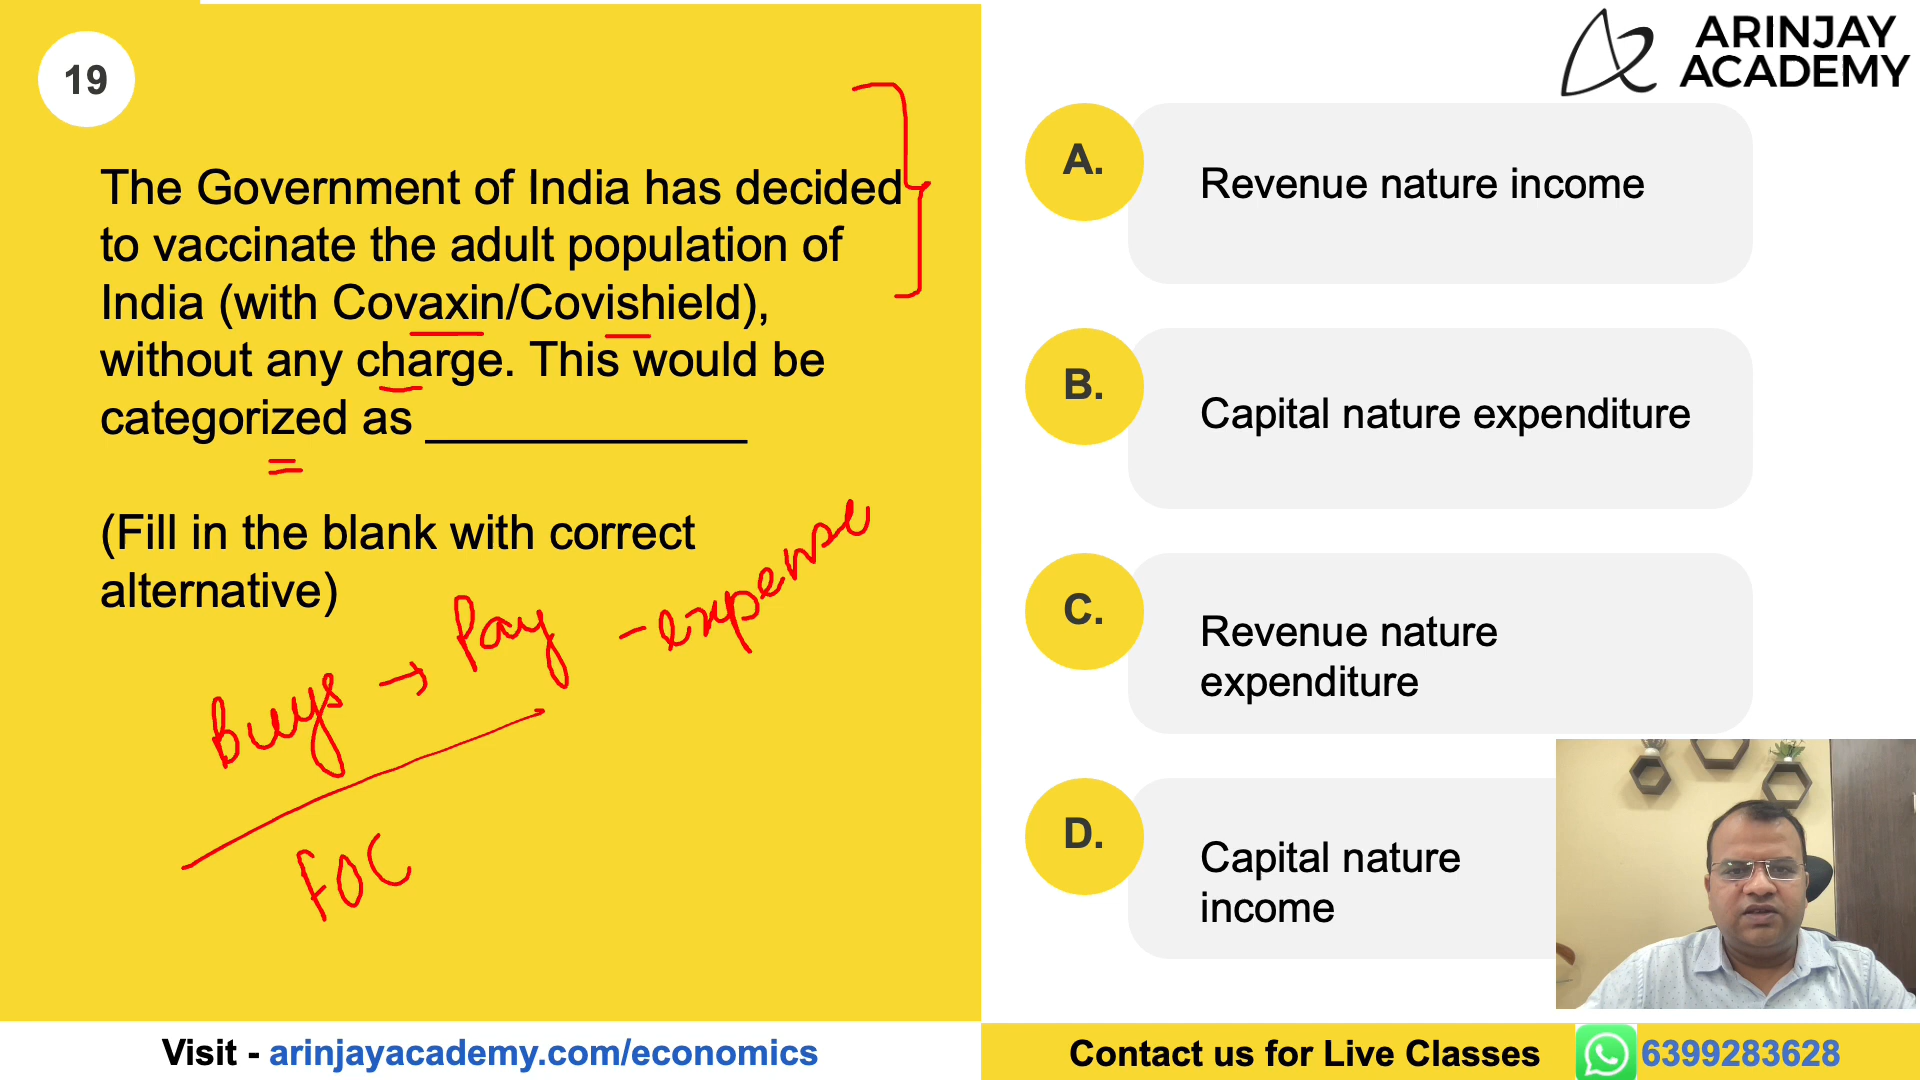 19
The Government of India has decided
to vaccinate the adult population of
India (with Covaxin/Covishield),
without any charge. This would be
categorized as ____________
(Fill in the blank with correct
alternative)
Buys → Pay - expense
FOC
ARINJAY
ACADEMY
A.
Revenue nature income
B.
Capital nature expenditure
C.
Revenue nature
expenditure
D.
Capital nature
income
Visit - arinjayacademy.com/economics
Contact us for Live Classes
6399283628